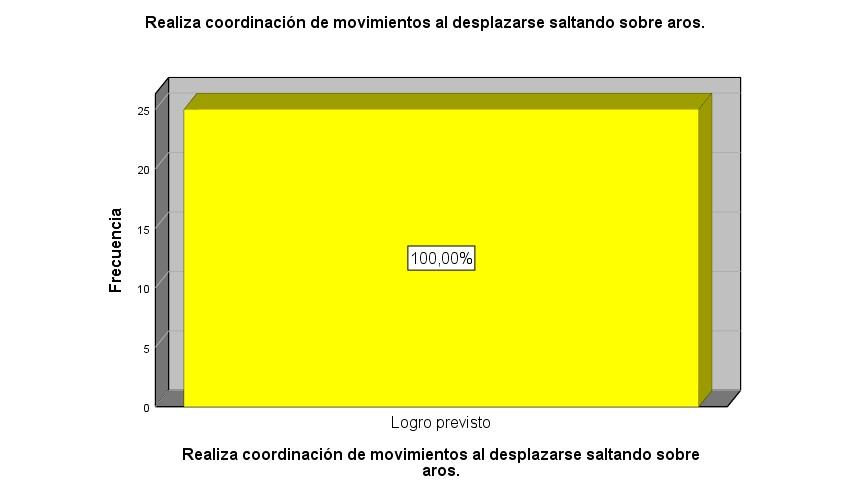 Realiza coordinación de movimientos al desplazarse saltando sobre aros.
25
20
15
10
5
0
Frecuencia
100,00%
Logro previsto
Realiza coordinación de movimientos al desplazarse saltando sobre
aros.